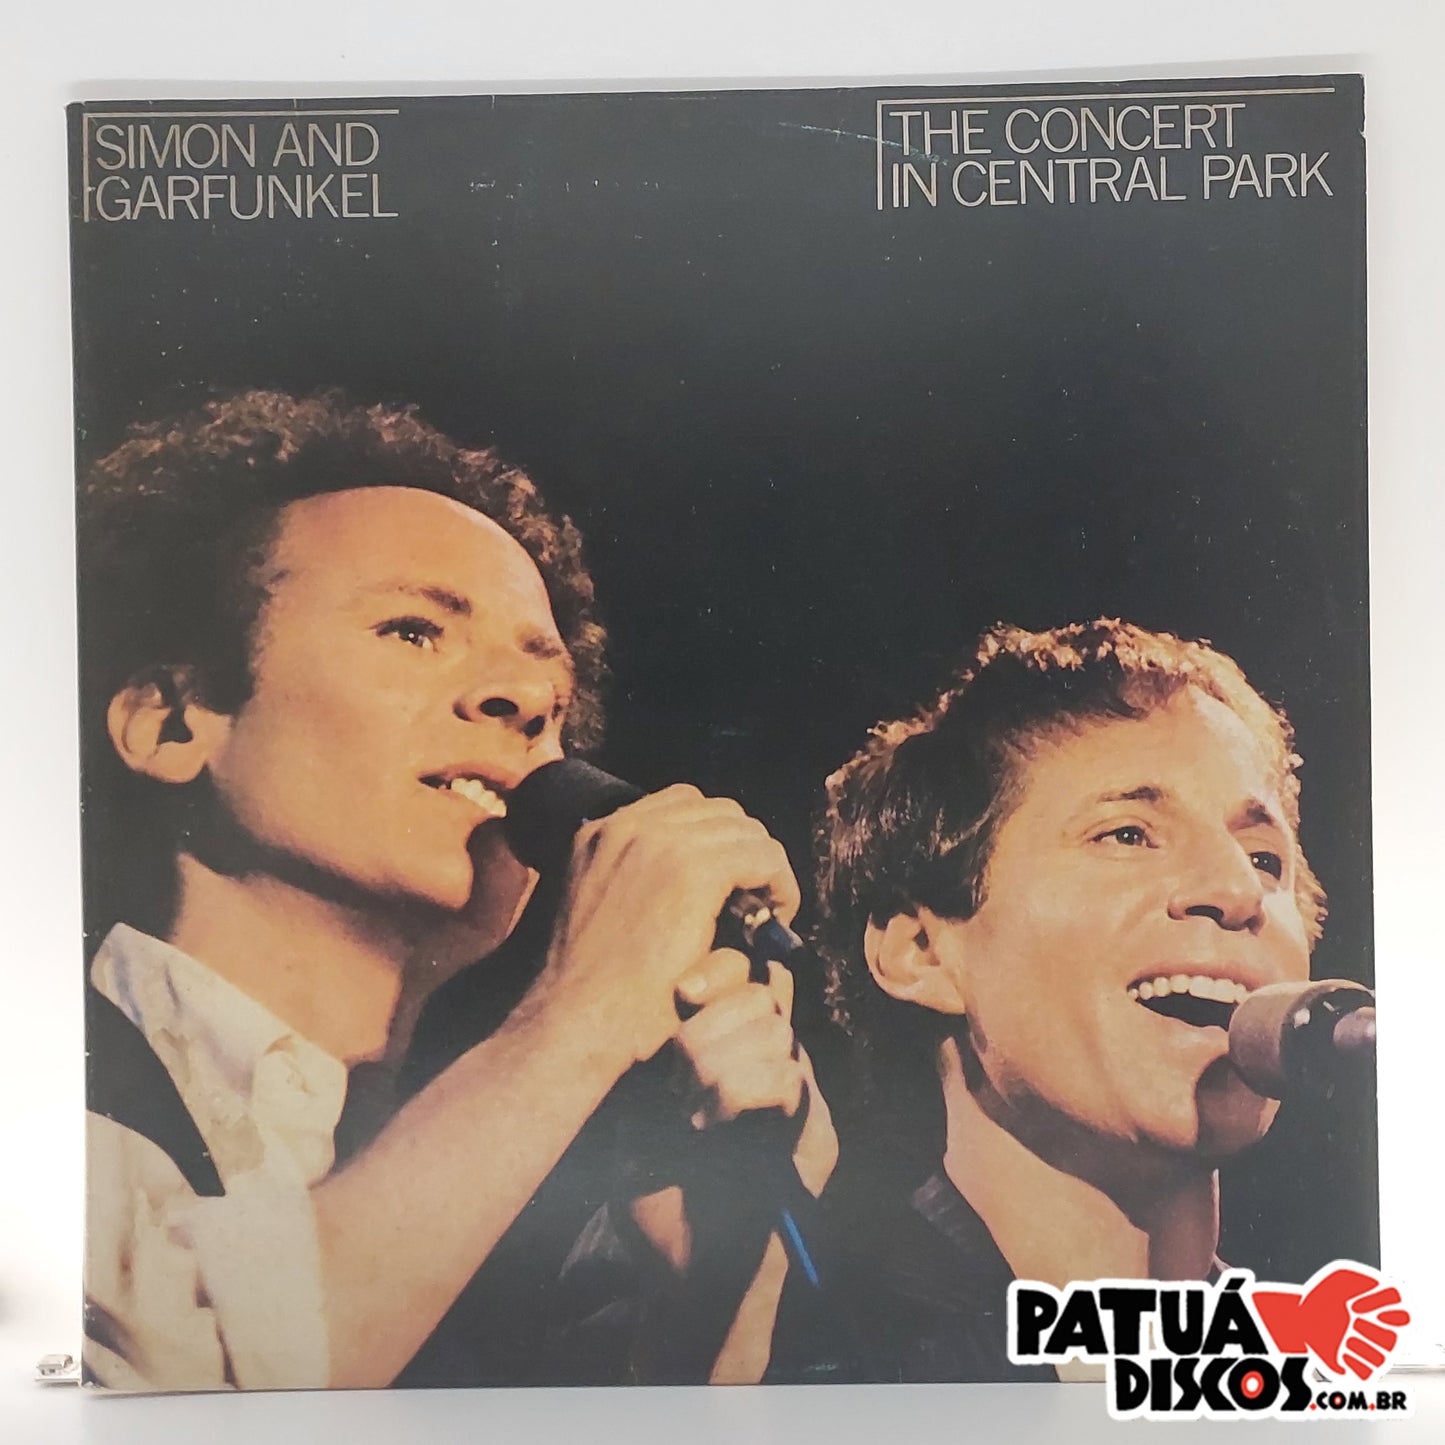 SIMON AND
GARFUNKEL
THE CONCERT
IN CENTRAL PARK
PATUÁ
DISCOS.COM.BR